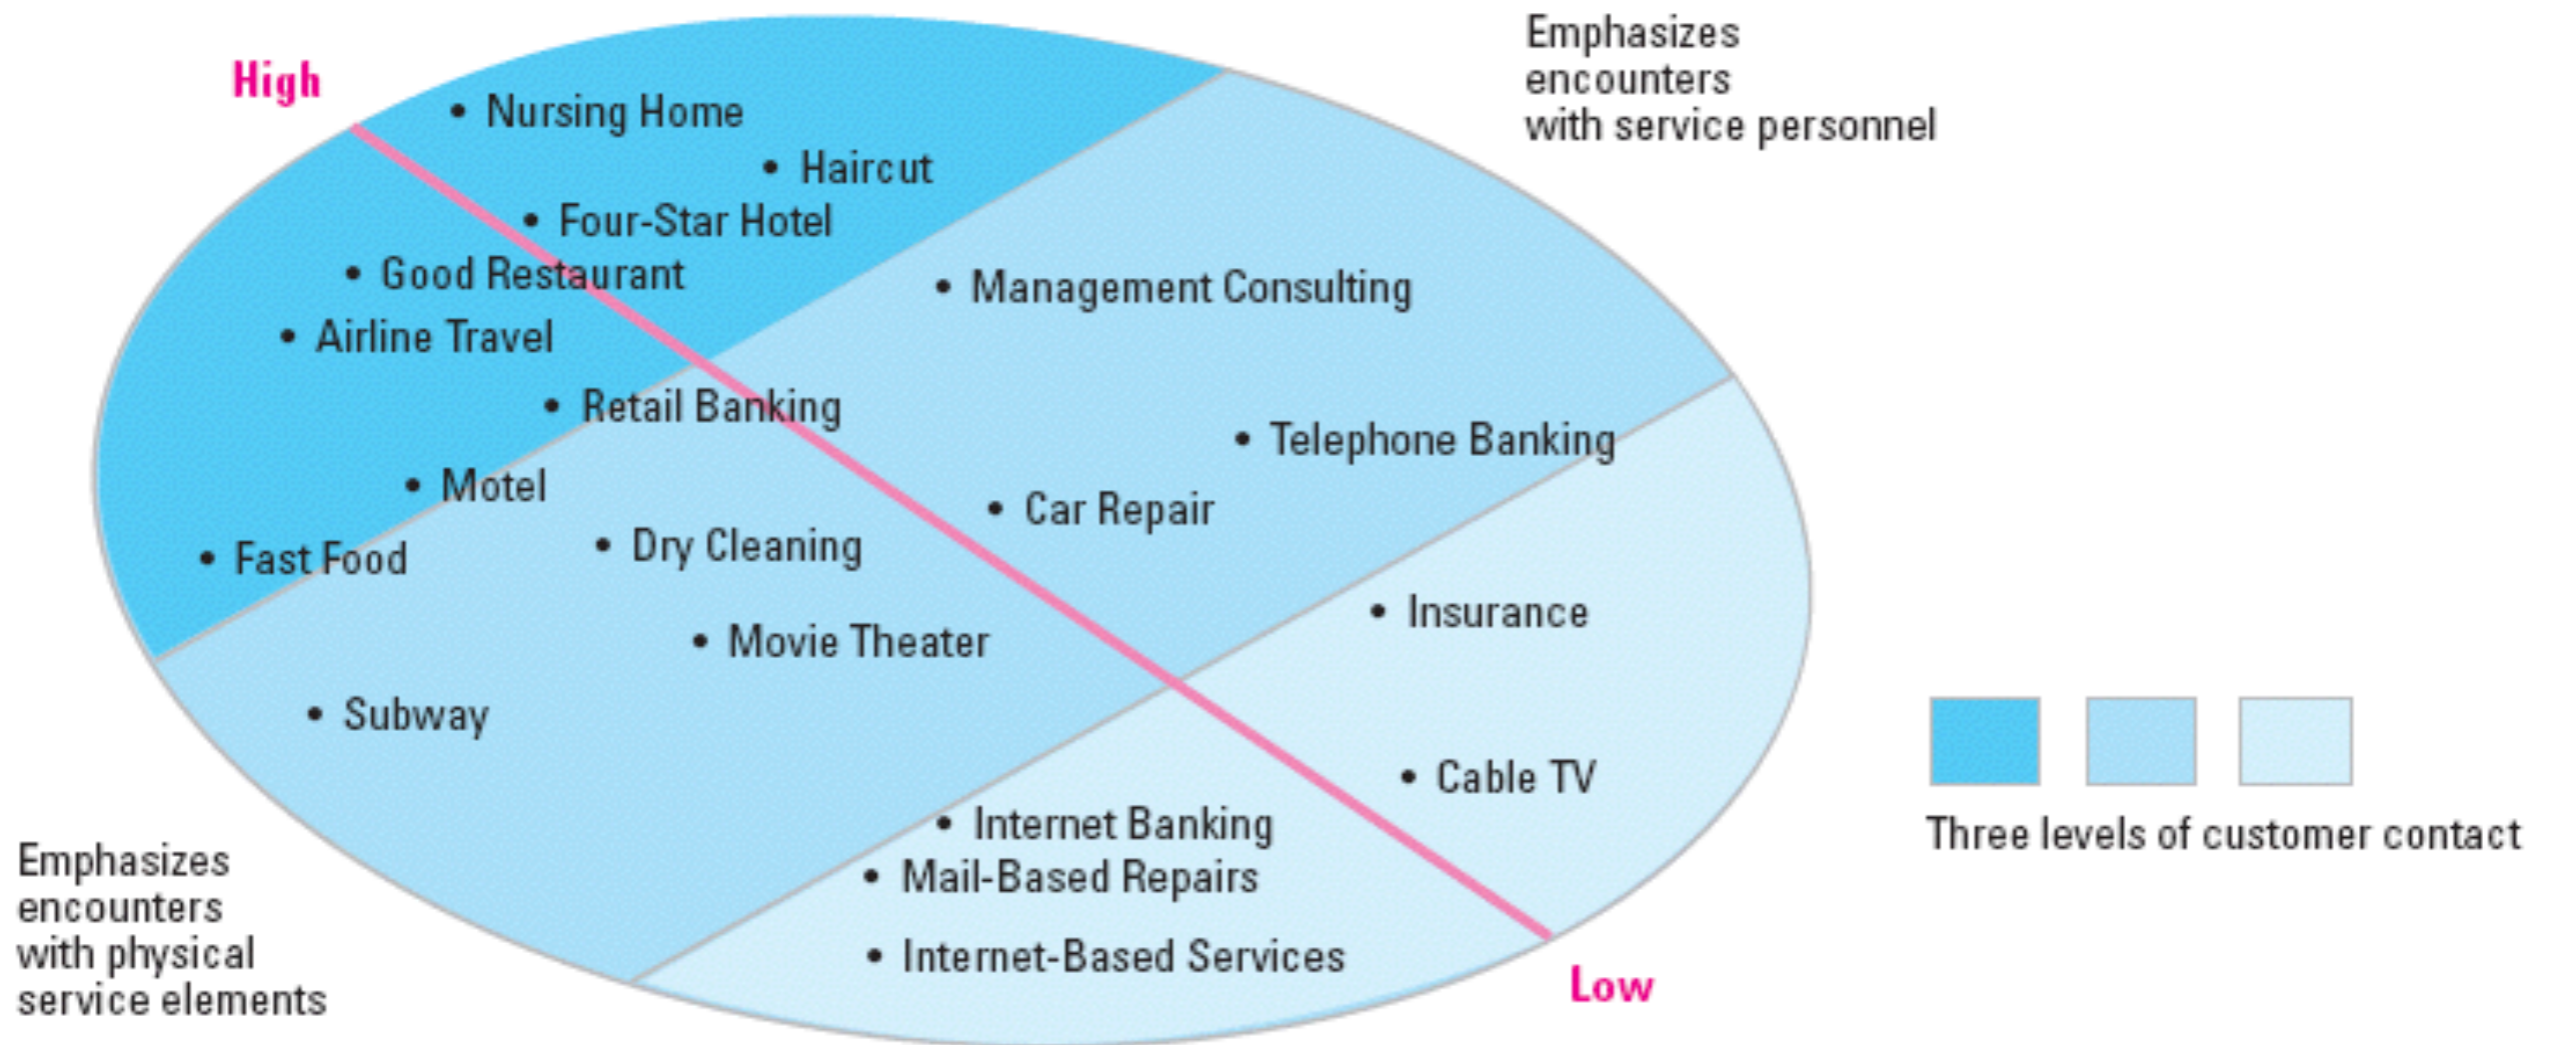 High
Emphasizes
encounters
with service personnel
• Nursing Home
• Haircut
• Four-Star Hotel
• Good Restaurant
• Management Consulting
• Airline Travel
• Retail Banking
• Telephone Banking
• Motel
• Car Repair
• Dry Cleaning
• Fast Food
• Insurance
• Movie Theater
• Subway
• Cable TV
• Internet Banking
• Mail-Based Repairs
• Internet-Based Services
Three levels of customer contact
Emphasizes
encounters
with physical
service elements
Low